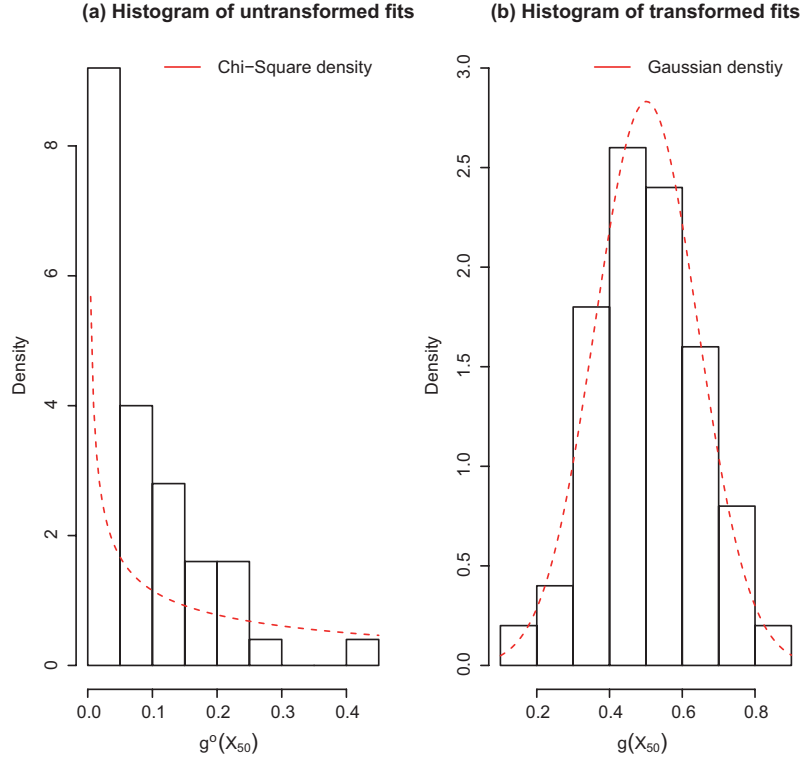 (a) Histogram of untransformed fits
Chi−Square density
Density
0
2
4
6
8
0.0 0.1 0.2 0.3 0.4
g°(X₅₀)
(b) Histogram of transformed fits
Gaussian denstiy
Density
0.0
0.5
1.0
1.5
2.0
2.5
3.0
0.2 0.4 0.6 0.8
g(X₅₀)